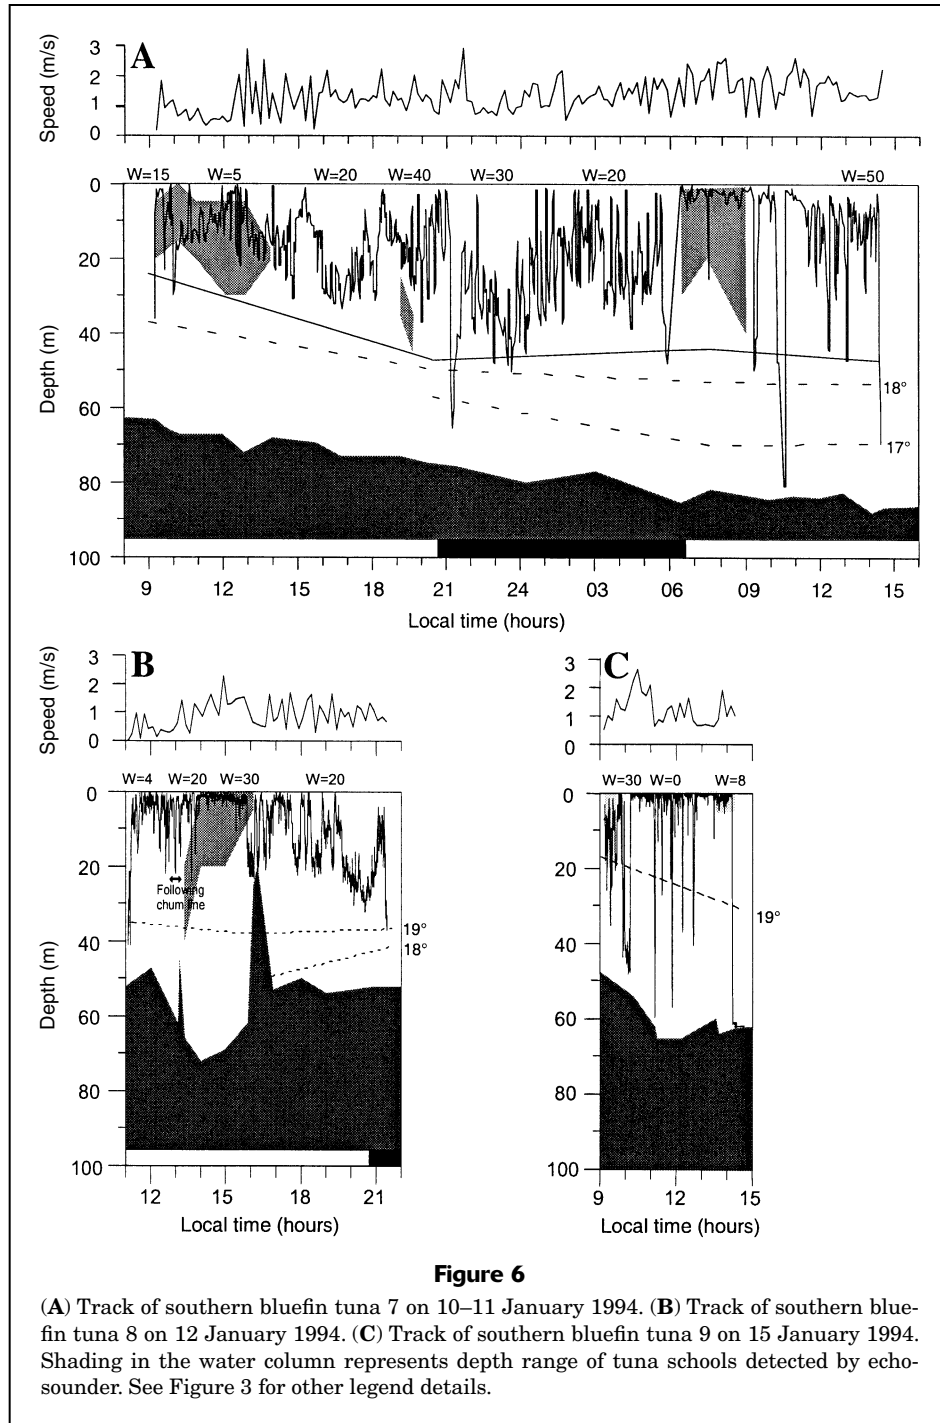 A
Speed (m/s)
3
2
1
0
W=15 W=5 W=20 W=40 W=30 W=20 W=50
Depth (m)
0
20
40
60
80
100
18°
17°
9 12 15 18 21 24 03 06 09 12 15
Local time (hours)
B
Speed (m/s)
3
2
1
0
W=4 W=20 W=30 W=20
Depth (m)
0
20
40
60
80
100
Following
chum line
19°
18°
12 15 18 21
Local time (hours)
C
3
2
1
0
W=30 W=0 W=8
0
20
40
60
80
100
19°
9 12 15
Local time (hours)
Figure 6
(A) Track of southern bluefin tuna 7 on 10–11 January 1994. (B) Track of southern blue-
fin tuna 8 on 12 January 1994. (C) Track of southern bluefin tuna 9 on 15 January 1994.
Shading in the water column represents depth range of tuna schools detected by echo-
sounder. See Figure 3 for other legend details.